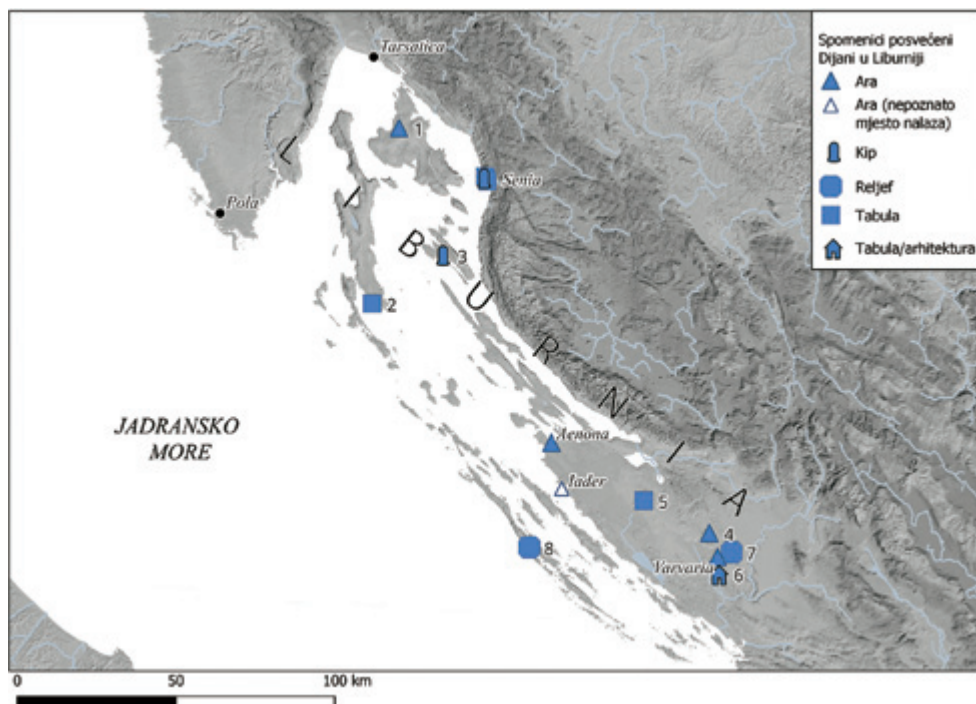 Tarsatica
1
Senia
Pola
3
2
L I B U R N I A
JADRANSKO
MORE
Aenona
Iader
5
4
8
7
Varvaria
6
Spomenici posvećeni
Dijani u Liburniji
Ara
Ara (nepoznato
mjesto nalaza)
Kip
Reljef
Tabula
Tabula/arhitektura
0 50 100 km